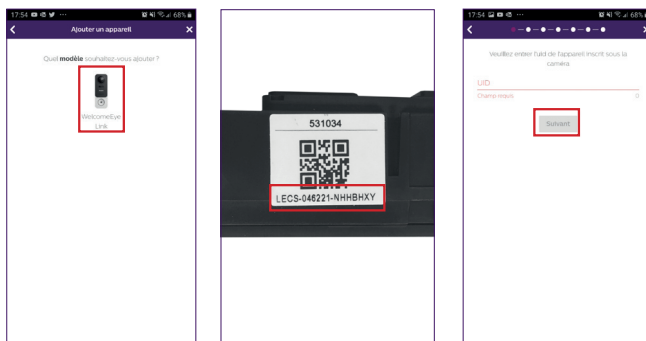 17:54
68%
Ajouter un appareil
Quel modèle souhaitez-vous ajouter ?
WelcomeEye
Link
531034
LECS-046221-NHHBHXY
17:54
68%
Veuillez entrer l'uid de l'appareil inscrit sous la
caméra
UID
Champ requis
0
Suivant